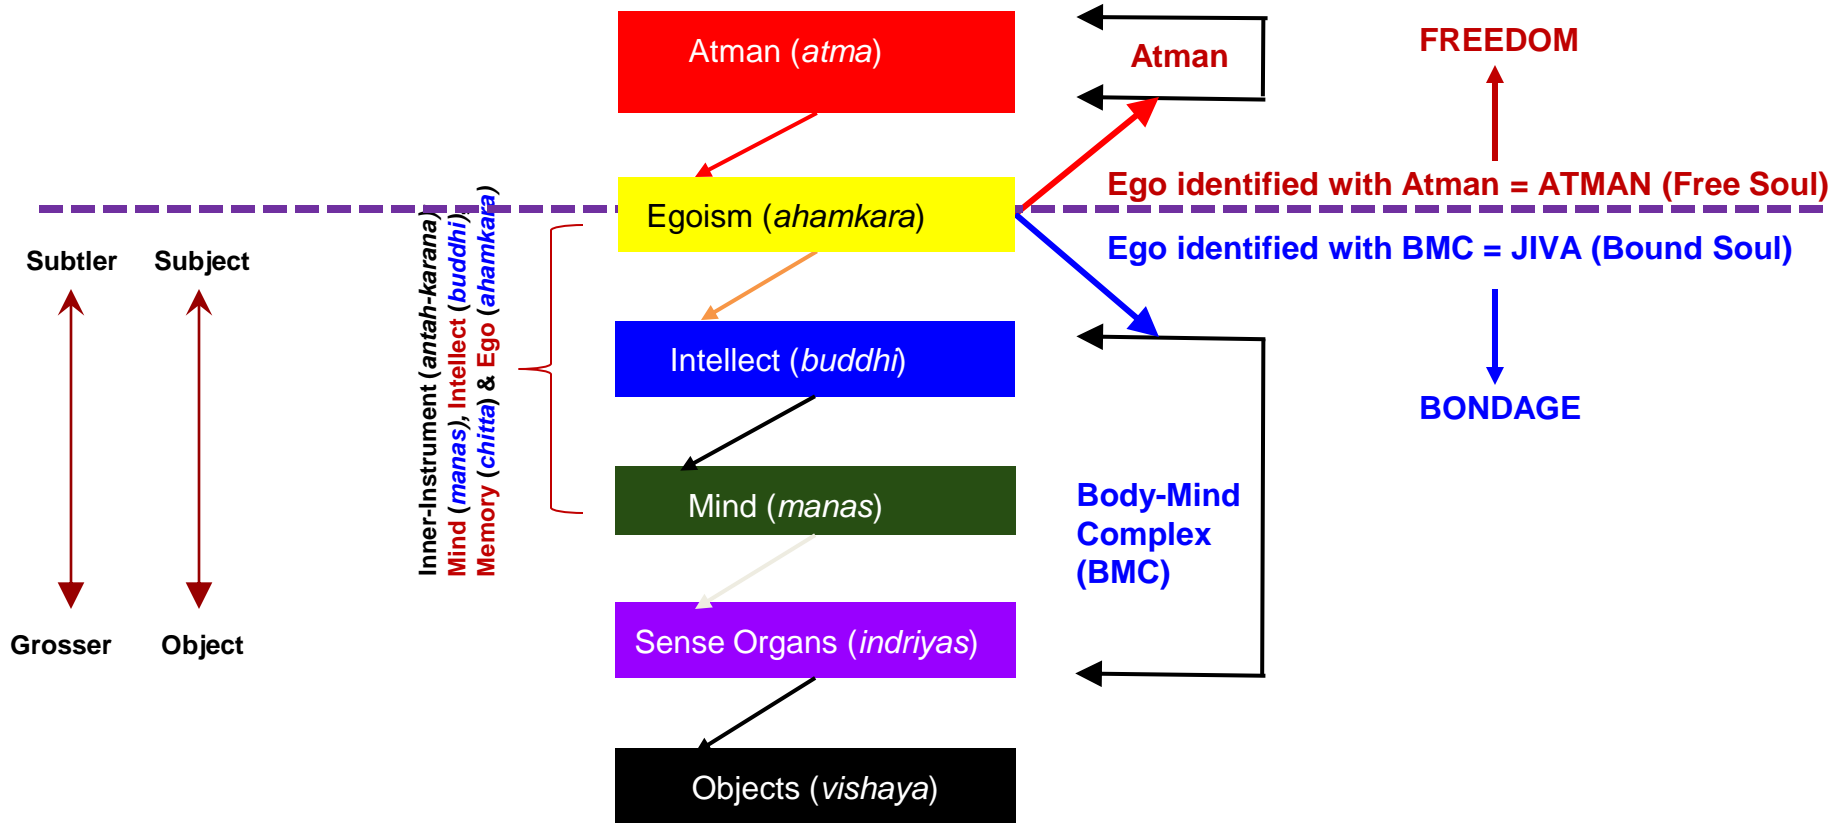 Atman (atma)
Atman
FREEDOM
Egoism (ahamkara)
Ego identified with Atman = ATMAN (Free Soul)
Ego identified with BMC = JIVA (Bound Soul)
Subtler
Subject
Inner-Instrument (antah-karana)
Mind (manas), Intellect (buddhi),
Memory (chitta) & Ego (ahamkara)
Intellect (buddhi)
BONDAGE
Mind (manas)
Body-Mind
Complex
(BMC)
Sense Organs (indriyas)
Grosser
Object
Objects (vishaya)